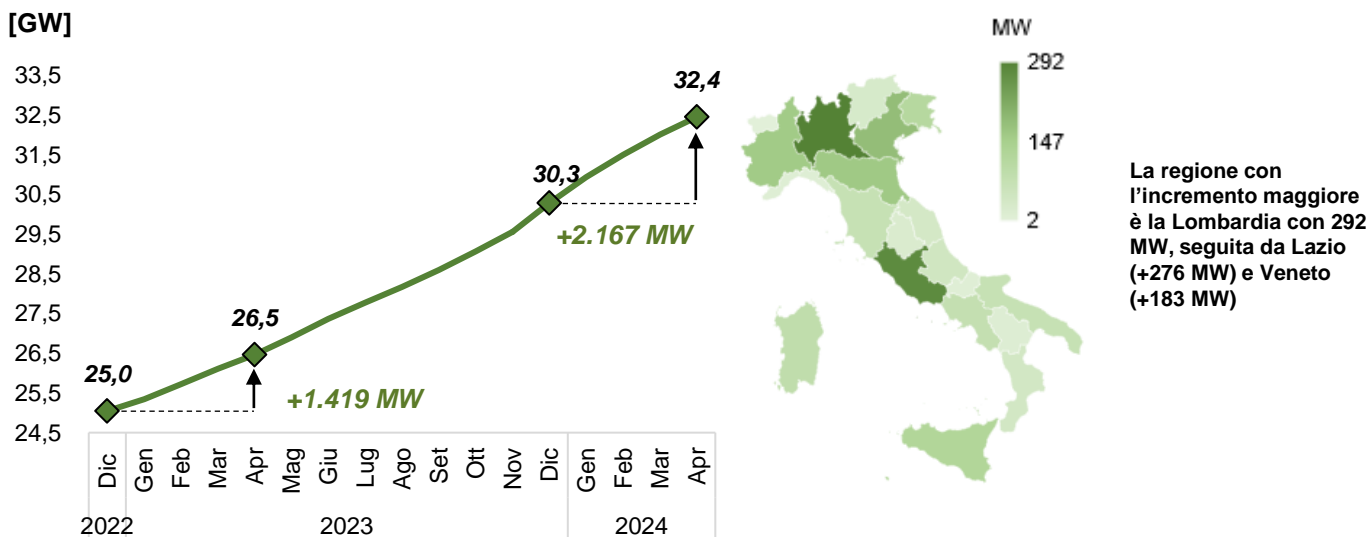 [GW]
33,5
32,5
31,5
30,5
29,5
28,5
27,5
26,5
25,5
24,5
25,0
26,5
30,3
32,4
+1.419 MW
+2.167 MW
Dic
Gen
Feb
Mar
Apr
Mag
Giu
Lug
Ago
Set
Ott
Nov
Dic
Gen
Feb
Mar
Apr
2022
2023
2024
MW
292
147
2
La regione con
l’incremento maggiore
è la Lombardia con 292
MW, seguita da Lazio
(+276 MW) e Veneto
(+183 MW)